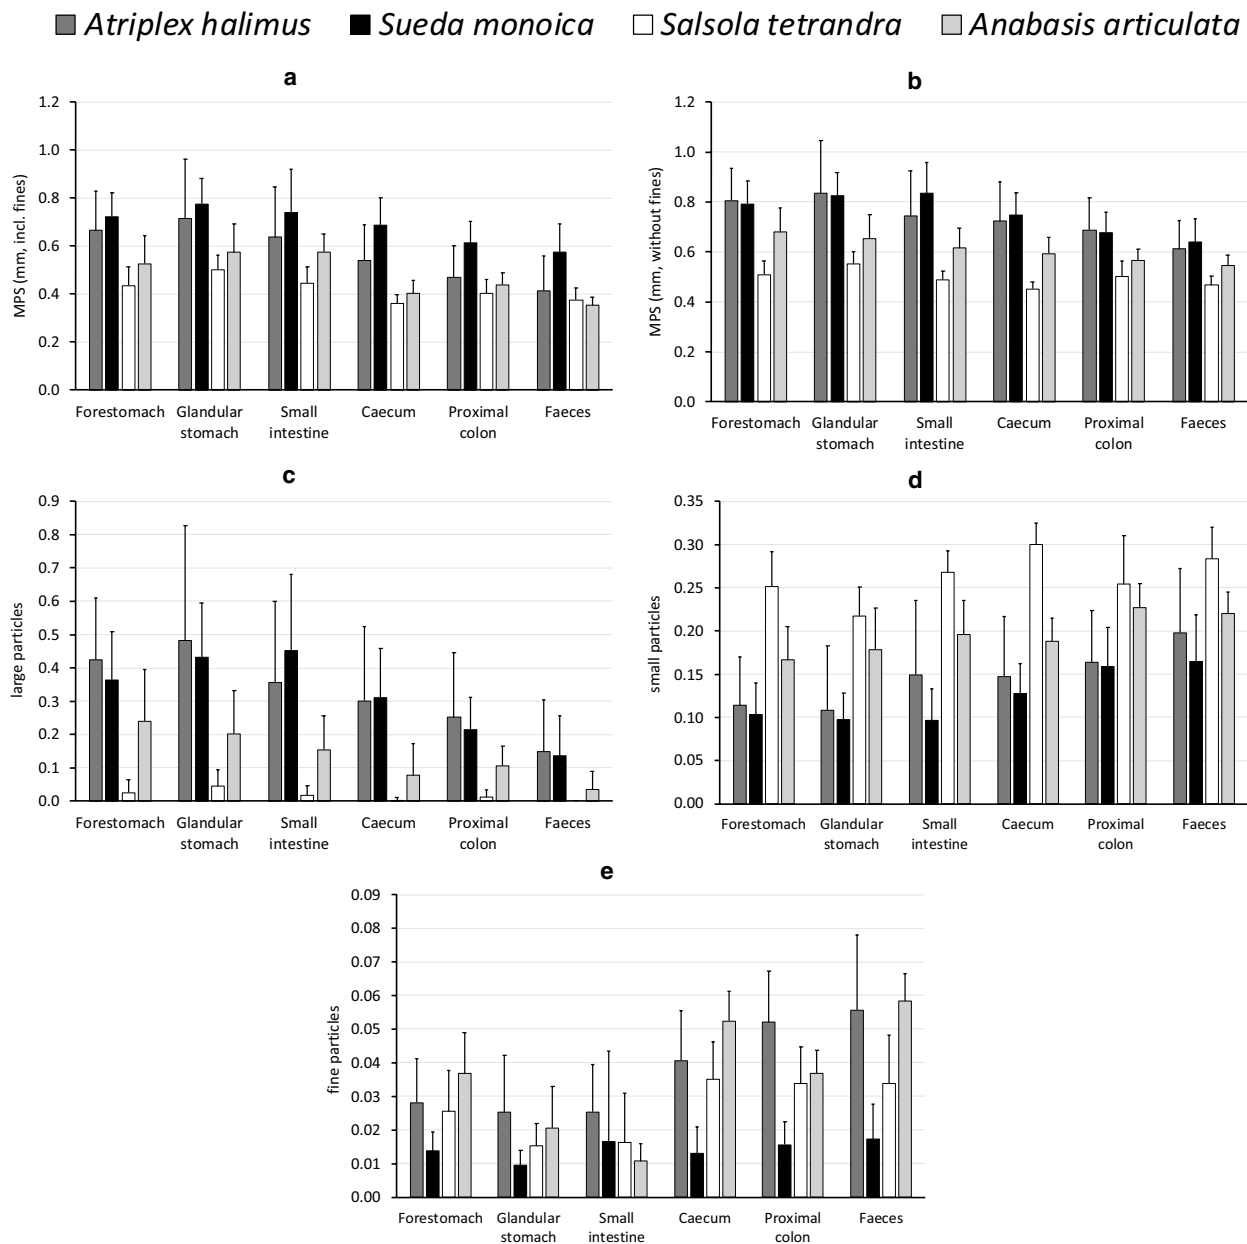 Atriplex halimus Sueda monoica Salsola tetrandra Anabasis articulata
a
MPS (mm, incl. fines)
1.2
1.0
0.8
0.6
0.4
0.2
0.0
Forestomach Glandular Small Caecum Proximal Faeces
stomach intestine colon
b
MPS (mm, without fines)
1.2
1.0
0.8
0.6
0.4
0.2
0.0
Forestomach Glandular Small Caecum Proximal Faeces
stomach intestine colon
c
large particles
0.9
0.8
0.7
0.6
0.5
0.4
0.3
0.2
0.1
0.0
Forestomach Glandular Small Caecum Proximal Faeces
stomach intestine colon
d
small particles
0.35
0.30
0.25
0.20
0.15
0.10
0.05
0.00
Forestomach Glandular Small Caecum Proximal Faeces
stomach intestine colon
e
fine particles
0.09
0.08
0.07
0.06
0.05
0.04
0.03
0.02
0.01
0.00
Forestomach Glandular Small Caecum Proximal Faeces
stomach intestine colon